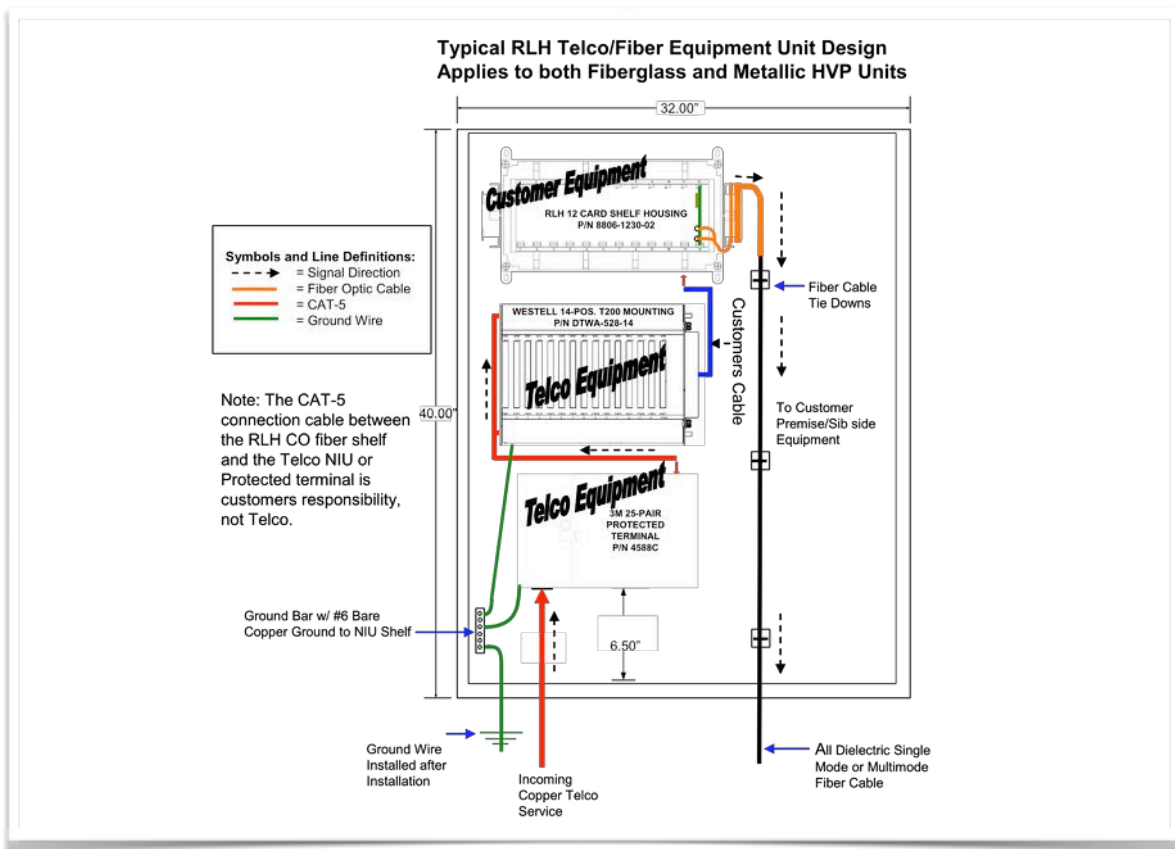 Typical RLH Telco/Fiber Equipment Unit Design
Applies to both Fiberglass and Metallic HVP Units
32.00"
Customer Equipment
RLH 12 CARD SHELF HOUSING
P/N 8806-1230-02
Symbols and Line Definitions:
= Signal Direction
= Fiber Optic Cable
= CAT-5
= Ground Wire
Fiber Cable
Tie Downs
WESTELL 14-POS. T200 MOUNTING
P/N DTWA-528-14
Telco Equipment
Customers Cable
Note: The CAT-5
connection cable between
the RLH CO fiber shelf
and the Telco NIU or
Protected terminal is
customers responsibility,
not Telco.
40.00"
To Customer
Premise/Sib side
Equipment
Telco Equipment
3M 25-PAIR
PROTECTED
TERMINAL
P/N 4588C
Ground Bar w/ #6 Bare
Copper Ground to NIU Shelf
6.50"
Ground Wire
Installed after
Installation
Incoming
Copper Telco
Service
All Dielectric Single
Mode or Multimode
Fiber Cable